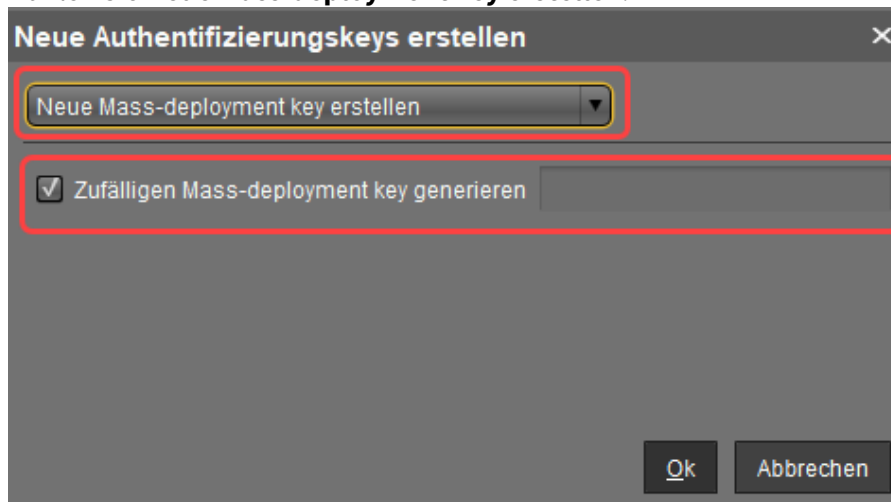 Neue Authentifizierungskeys erstellen
Neue Mass-deployment key erstellen
Zufälligen Mass-deployment key generieren
Ok Abbrechen